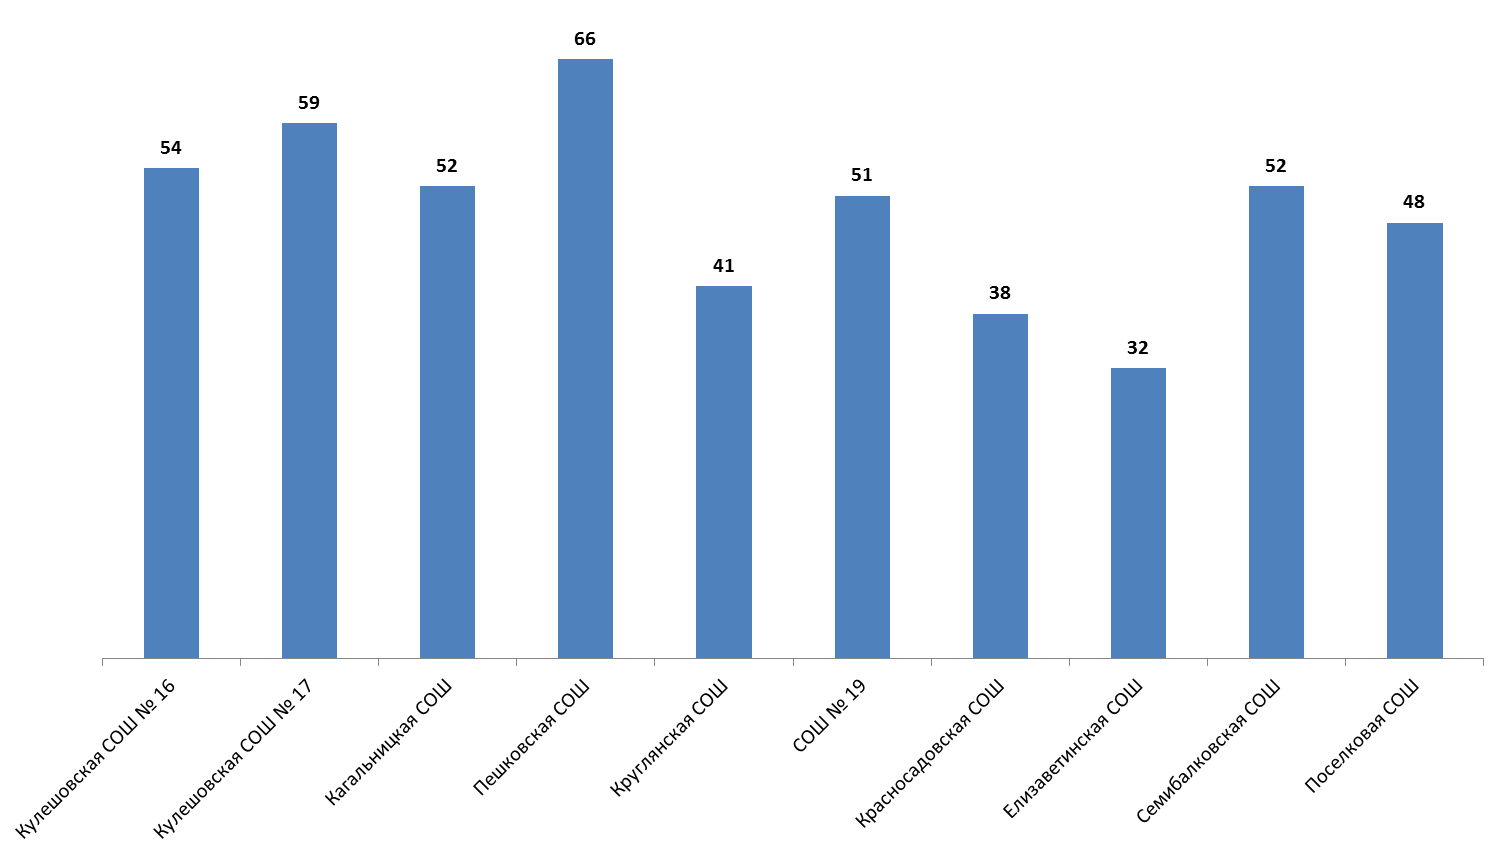 66
59
54
52
52
51
48
41
38
32
Кулешовская СОШ № 16
Кулешовская СОШ № 17
Кагальницкая СОШ
Пешковская СОШ
Круглянская СОШ
СОШ № 19
Красносадовская СОШ
Елизаветинская СОШ
Семибалковская СОШ
Поселковая СОШ